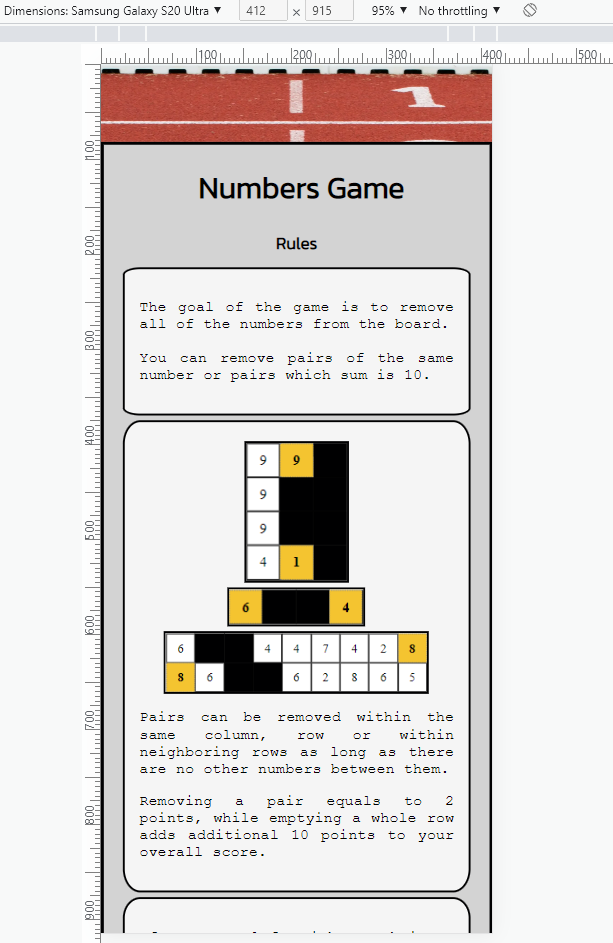 Dimensions: Samsung Galaxy S20 Ultra ▼ 412 x 915 95% ▼ No throttling ▼
100 200 300 400 500
1
100
Numbers Game
200
Rules
The goal of the game is to remove
300
all of the numbers from the board.
You can remove pairs of the same
number or pairs which sum is 10.
400
9 9
9
500
9
4 1
6 4
600
6 4 4 7 4 2 8
8 6 6 2 8 6 5
700
Pairs can be removed within the
same column, row or within
neighboring rows as long as there
are no other numbers between them.
Removing a pair equals to 2
800
points, while emptying a whole row
adds additional 10 points to your
overall score.
900